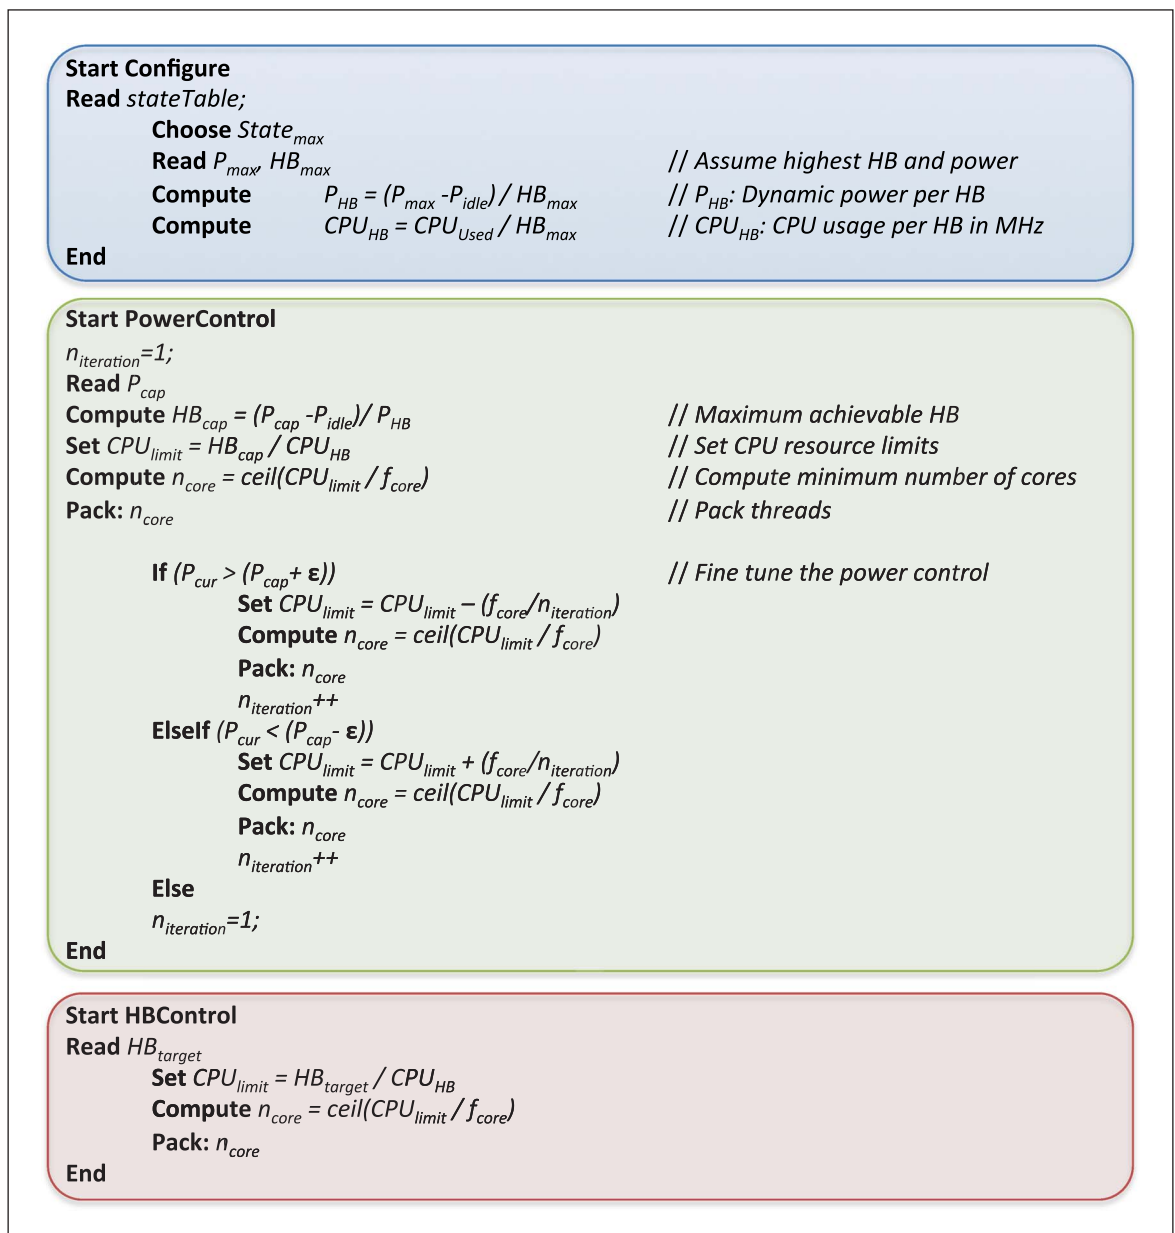 Start Configure
Read stateTable;
Choose State_max
Read P_max, HB_max // Assume highest HB and power
Compute P_HB = (P_max -P_idle) / HB_max // P_HB: Dynamic power per HB
Compute CPU_HB = CPU_Used / HB_max // CPU_HB: CPU usage per HB in MHz
End
Start PowerControl
n_iteration=1;
Read P_cap
Compute HB_cap = (P_cap -P_idle)/ P_HB // Maximum achievable HB
Set CPU_limit = HB_cap / CPU_HB // Set CPU resource limits
Compute n_core = ceil(CPU_limit / f_core) // Compute minimum number of cores
Pack: n_core // Pack threads
If (P_cur > (P_cap+ ε)) // Fine tune the power control
Set CPU_limit = CPU_limit – (f_core/n_iteration)
Compute n_core = ceil(CPU_limit / f_core)
Pack: n_core
n_iteration++
ElseIf (P_cur < (P_cap- ε))
Set CPU_limit = CPU_limit + (f_core/n_iteration)
Compute n_core = ceil(CPU_limit / f_core)
Pack: n_core
n_iteration++
Else
n_iteration=1;
End
Start HBControl
Read HB_target
Set CPU_limit = HB_target / CPU_HB
Compute n_core = ceil(CPU_limit / f_core)
Pack: n_core
End